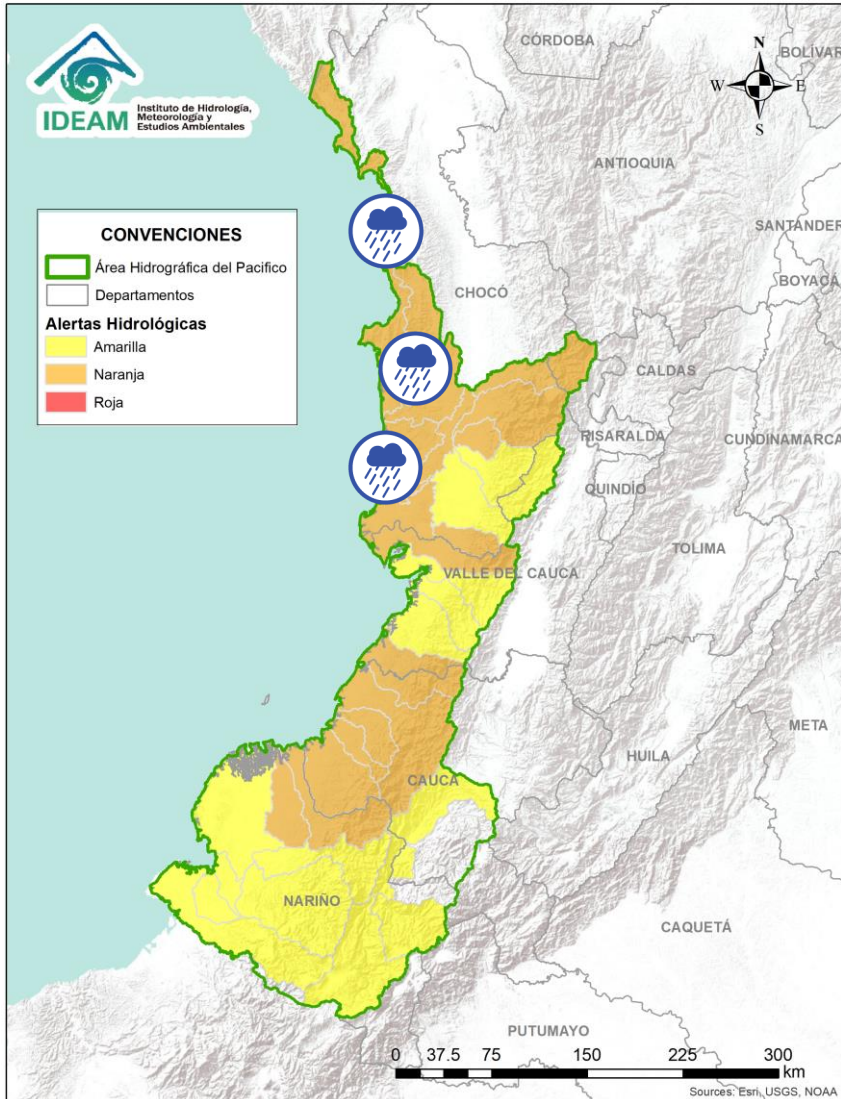 IDEAM
Instituto de Hidrología,
Meteorología y
Estudios Ambientales
CÓRDOBA
BOLÍVAR
N
W
E
S
ANTIOQUIA
SANTANDER
BOYACÁ
CONVENCIONES
Área Hidrográfica del Pacifico
Departamentos
Alertas Hidrológicas
Amarilla
Naranja
Roja
CHOCÓ
CALDAS
RISARALDA
CUNDINAMARCA
QUINDÍO
TOLIMA
VALLE DEL CAUCA
META
HUILA
CAUCA
NARIÑO
CAQUETÁ
PUTUMAYO
0 37.5 75 150 225 300
km
Sources: Esri, USGS, NOAA